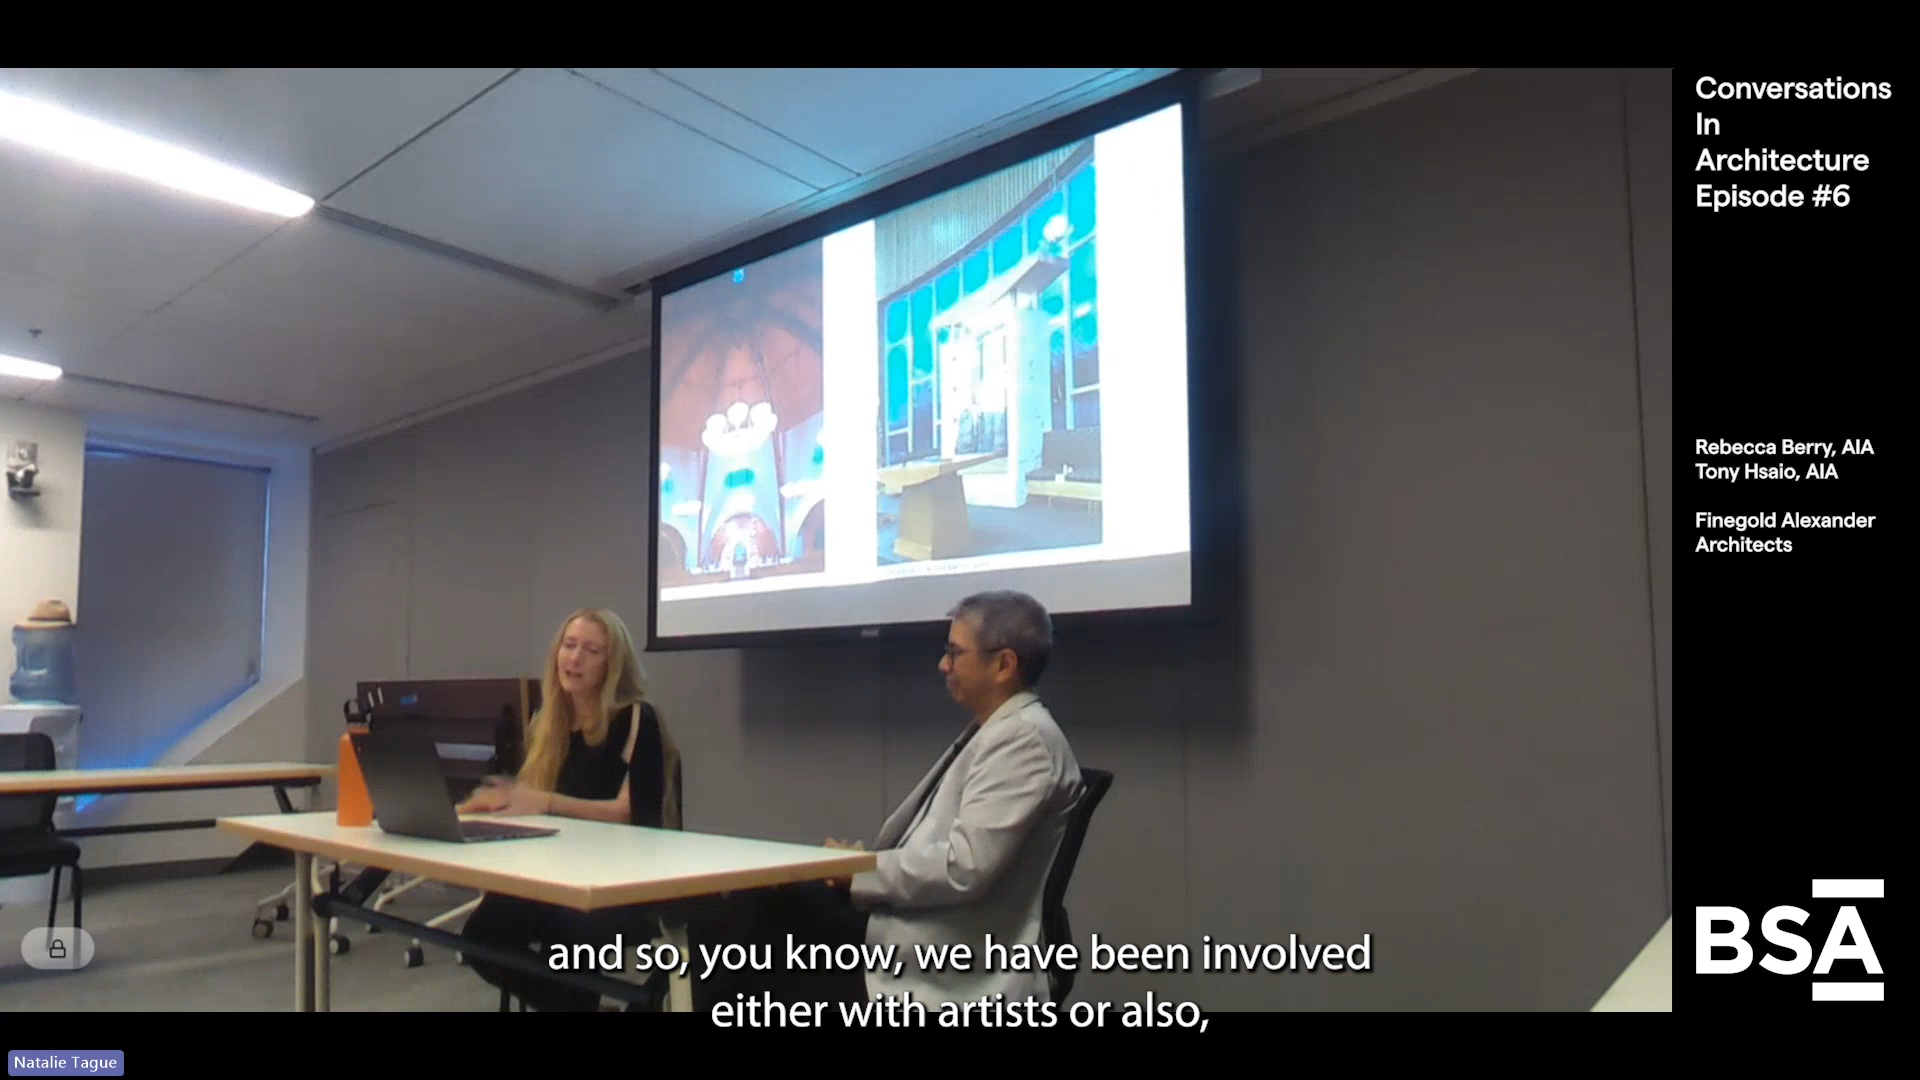 Conversations
In
Architecture
Episode #6
Rebecca Berry, AIA
Tony Hsaio, AIA
Finegold Alexander
Architects
BSA
and so, you know, we have been involved
either with artists or also,
Natalie Tague